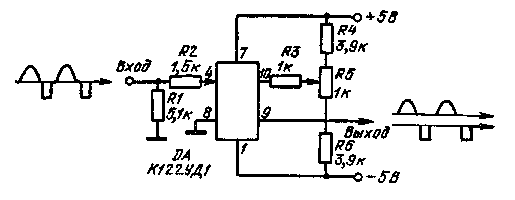 +5В
R4
3,9к
7
Вход
R2
1,5к
4
10
R3
1к
R5
1к
R1
5,1к
8
9
Выход
DA
К122УД1
1
R6
3,9к
-5В